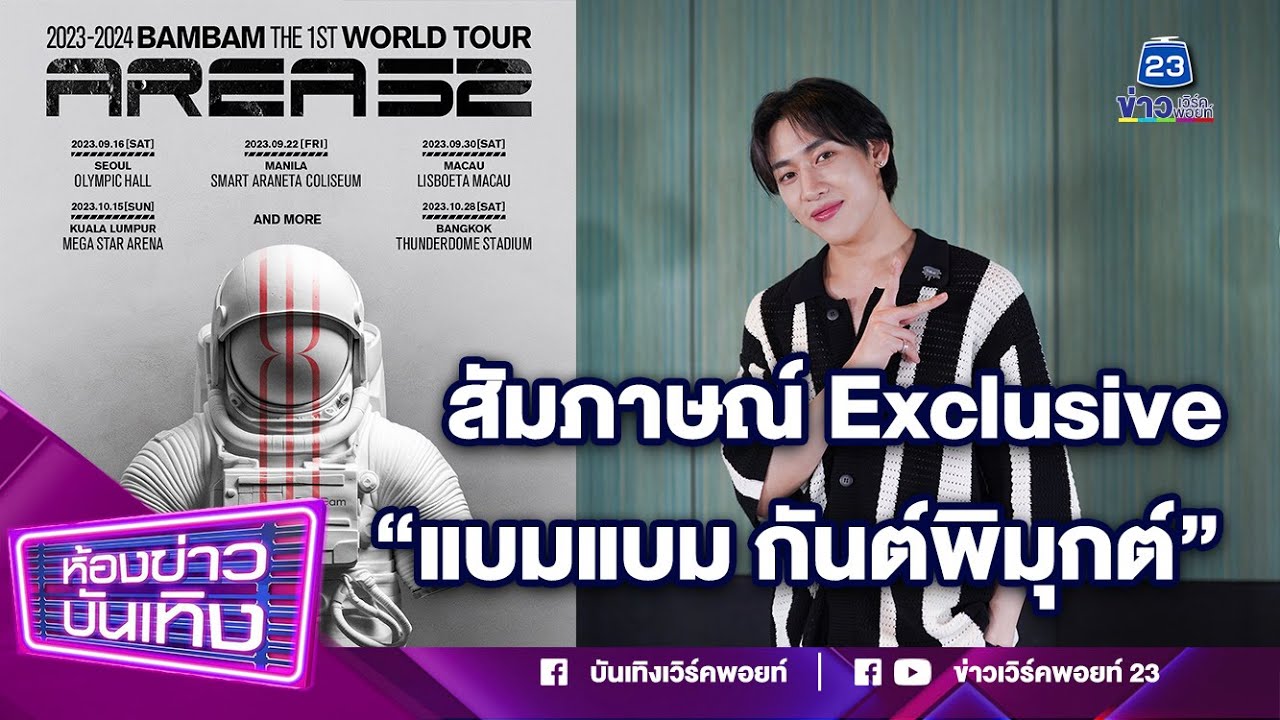 2023-2024 BAMBAM THE 1ST WORLD TOUR
AREA 52
2023.09.16 [SAT]
SEOUL
OLYMPIC HALL
2023.09.22 [FRI]
MANILA
SMART ARANETA COLISEUM
2023.09.30 [SAT]
MACAU
LISBOETA MACAU
2023.10.15 [SUN]
KUALA LUMPUR
MEGA STAR ARENA
AND MORE
2023.10.28 [SAT]
BANGKOK
THUNDERDOME STADIUM
23
ข่าว เวิร์คพอยท์
สัมภาษณ์ Exclusive
“แบมแบม กันต์พิมุกต์”
ห้องข่าว
บันเทิง
บันเทิงเวิร์คพอยท์
ข่าวเวิร์คพอยท์ 23